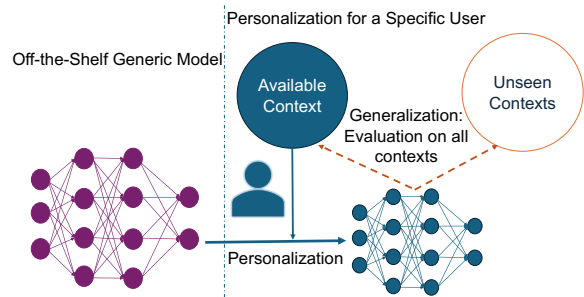 Personalization for a Specific User
Off-the-Shelf Generic Model
Available
Context
Unseen
Contexts
Generalization:
Evaluation on all
contexts
Personalization